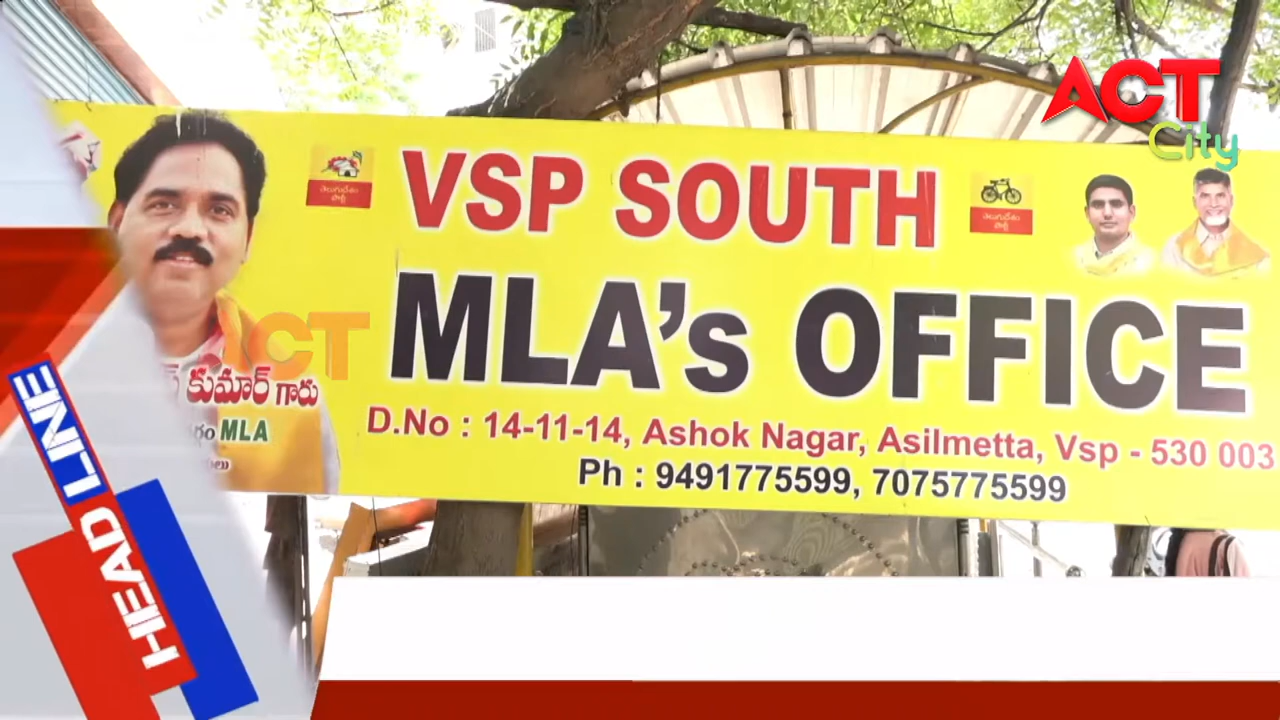 ACT
City
తెలుగుదేశం
పార్టీ
VSP SOUTH
తెలుగుదేశం
పార్టీ
MLA's OFFICE
ACT
కుమార్ గారు
MLA
D.No : 14-11-14, Ashok Nagar, Asilmetta, Vsp - 530 003
Ph : 9491775599, 7075775599
HEAD LINE